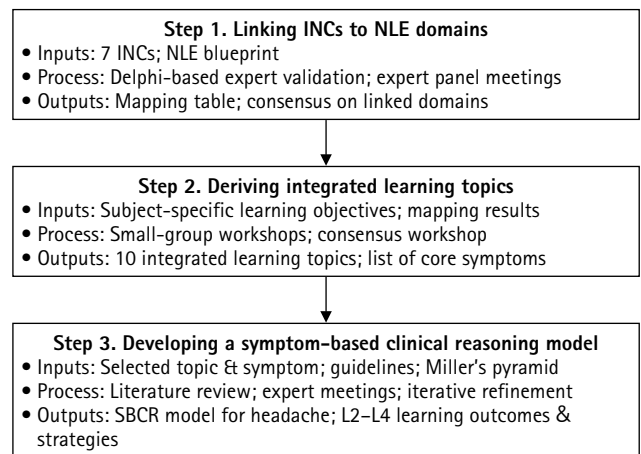 Step 1. Linking INCs to NLE domains
• Inputs: 7 INCs; NLE blueprint
• Process: Delphi-based expert validation; expert panel meetings
• Outputs: Mapping table; consensus on linked domains
Step 2. Deriving integrated learning topics
• Inputs: Subject-specific learning objectives; mapping results
• Process: Small-group workshops; consensus workshop
• Outputs: 10 integrated learning topics; list of core symptoms
Step 3. Developing a symptom-based clinical reasoning model
• Inputs: Selected topic & symptom; guidelines; Miller's pyramid
• Process: Literature review; expert meetings; iterative refinement
• Outputs: SBCR model for headache; L2–L4 learning outcomes &
strategies